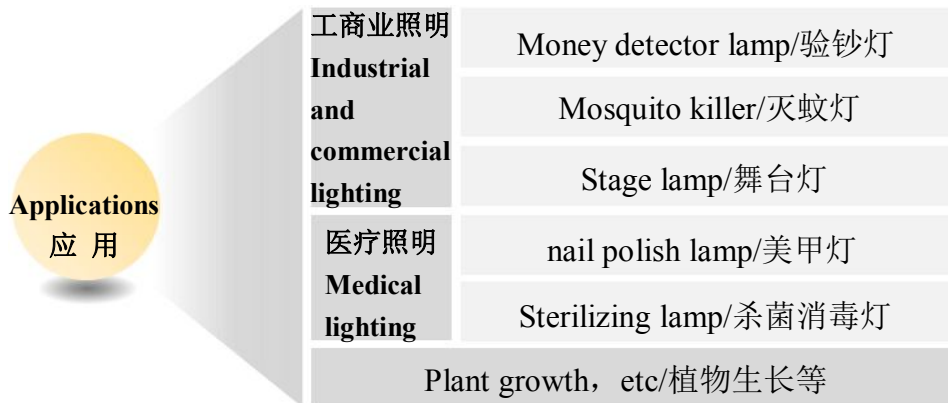 Applications
应 用
工商业照明
Industrial
and
commercial
lighting
Money detector lamp/验钞灯
Mosquito killer/灭蚊灯
Stage lamp/舞台灯
医疗照明
Medical
lighting
nail polish lamp/美甲灯
Sterilizing lamp/杀菌消毒灯
Plant growth，etc/植物生长等